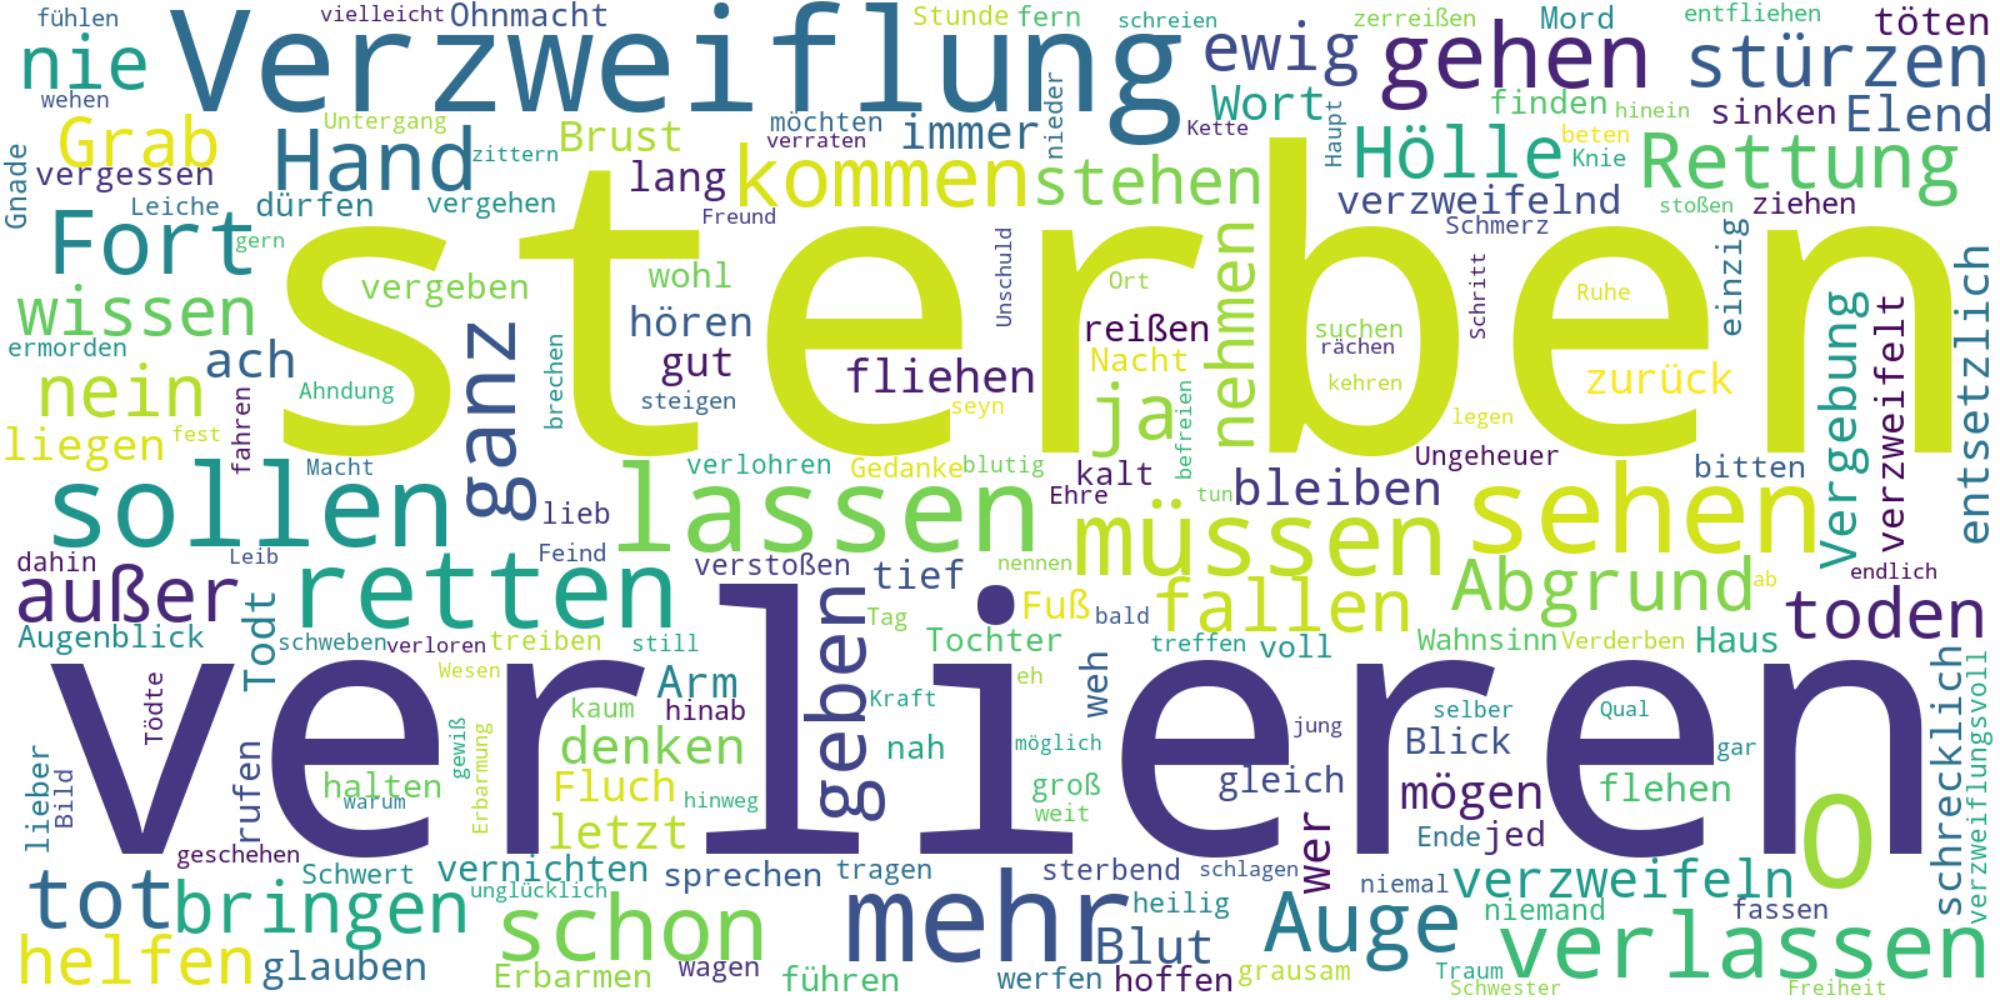 fühlen
vielleicht
Ohnmacht
Stunde
fern
schreien
zerreißen
Mord
entfliehen
töten
nie
Verzweiflung
ewig
gehen
stürzen
wehen
Wort
finden
hinein
sinken
Elend
Grab
Untergang
Hand
zittern
Brust
möchten
verraten
immer
nieder
Kette
Haupt
Hölle
beten
Knie
Rettung
Gnade
vergessen
Leiche
dürfen
vergehen
lang
Freund
kommen
stehen
verzweifelnd
Schmerz
stoßen
ziehen
Fort
gern
sterben
vergeben
wohl
Unschuld
Ort
nehmen
Schritt
Ruhe
einzig
entsetzlich
wissen
ermorden
ach
ganz
brechen
hören
gut
steigen
fliehen
reißen
Nacht
suchen
rächen
kehren
zurück
Vergebung
verzweifelt
nein
fahren
Ahndung
seyn
ja
befreien
legen
liegen
fest
Macht
verlohren
Gedanke
blutig
kalt
Ehre
tun
bleiben
Ungeheuer
bitten
sollen
lieb
lassen
müssen
sehen
dahin
Leib
Feind
verstoßen
tief
nennen
außer
Todt
retten
geben
Tag
Fuß
bald
fallen
Abgrund
ab
endlich
toden
Augenblick
schweben
verloren
treiben
still
Tochter
treffen
voll
Wahnsinn
Verderben
Haus
verlieren
Tödte
Wesen
Arm
hinab
kaum
Kraft
eh
weh
jung
selber
Qual
gar
schrecklich
verzweiflungsvoll
lieber
Bild
rufen
halten
warum
gewiß
Erbarmung
denken
Fluch
hinweg
letzt
nah
möglich
groß
weit
gleich
Blick
mögen
flehen
O
geschehen
Schwert
vernichten
unglücklich
sprechen
tragen
sterbend
schlagen
wer
Ende
jed
niemal
verzweifeln
tot
bringen
schon
mehr
heilig
Blut
Auge
niemand
fassen
verlassen
helfen
glauben
Erbarmen
wagen
führen
werfen
hoffen
grausam
Traum
Schwester
Freiheit